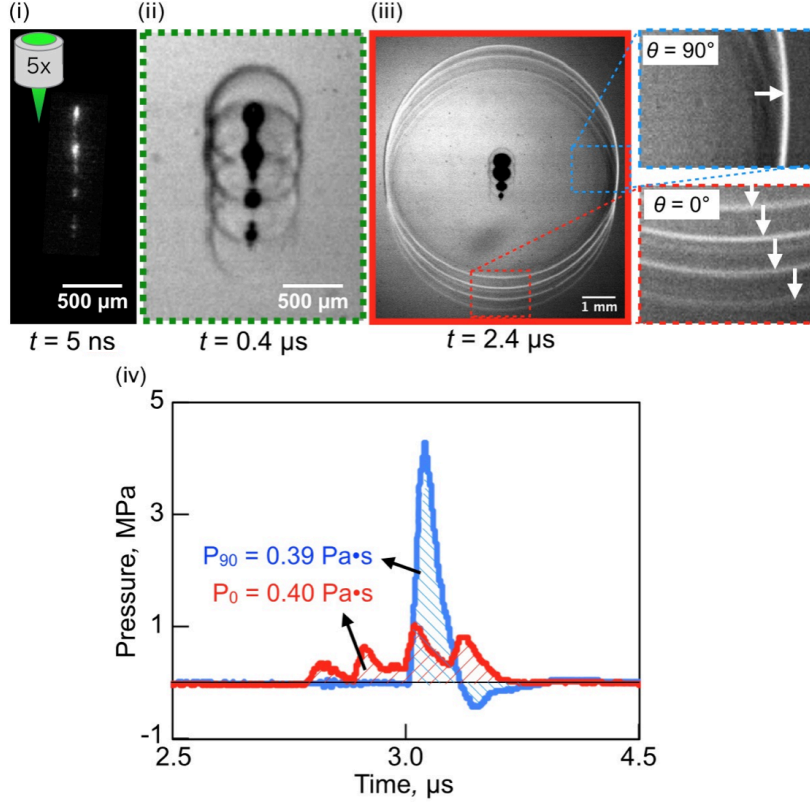 (i)
(ii)
(iii)
5x
500 µm
500 µm
1 mm
θ = 90°
θ = 0°
t = 5 ns
t = 0.4 µs
t = 2.4 µs
(iv)
5
3
1
-1
Pressure, MPa
P90 = 0.39 Pa•s
P0 = 0.40 Pa•s
2.5
3.0
4.5
Time, µs